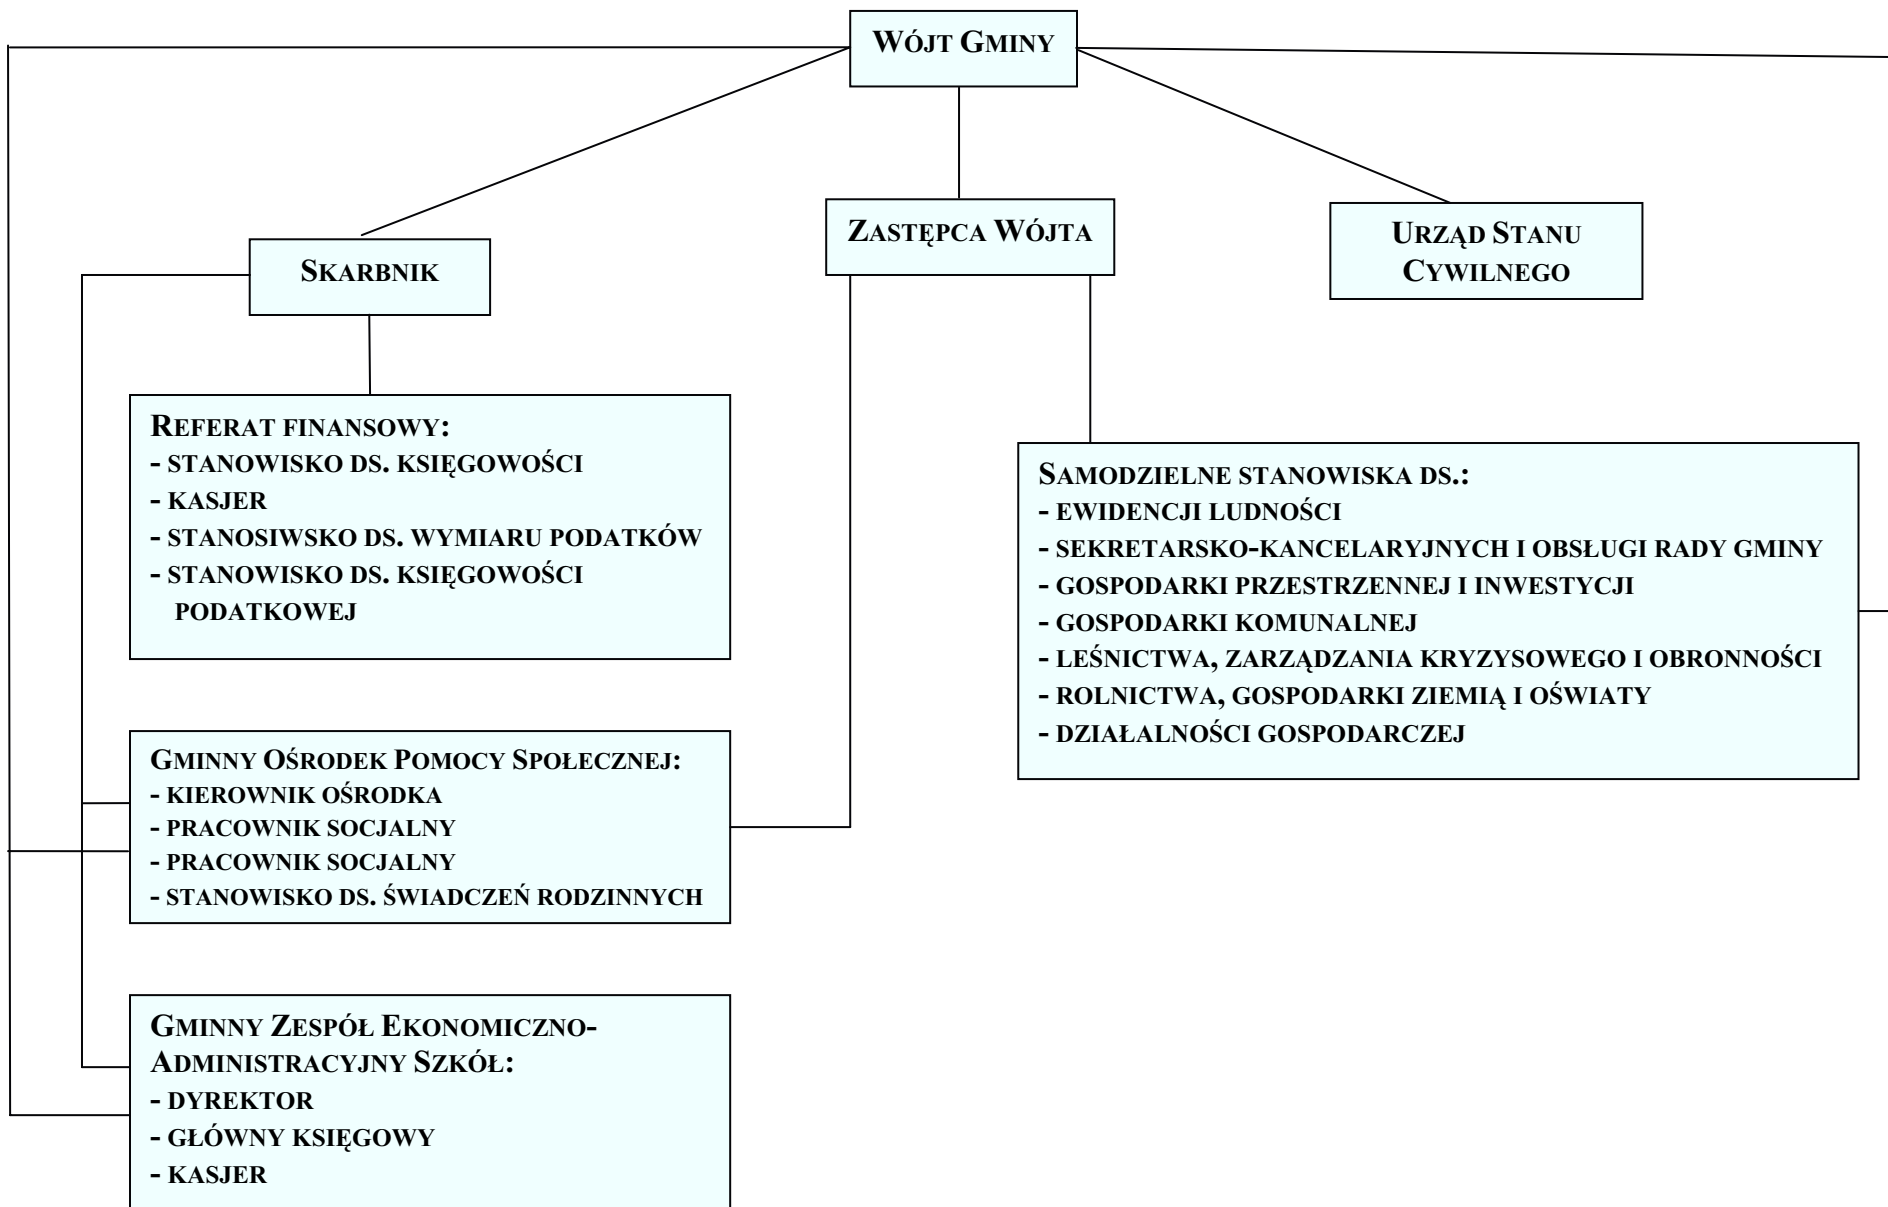 WÓJT GMINY
ZASTĘPCA WÓJTA
URZĄD STANU
CYWILNEGO
SKARBNIK
REFERAT FINANSOWY:
- STANOWISKO DS. KSIĘGOWOŚCI
- KASJER
- STANOSIWSKO DS. WYMIARU PODATKÓW
- STANOWISKO DS. KSIĘGOWOŚCI
PODATKOWEJ
SAMODZIELNE STANOWISKA DS.:
- EWIDENCJI LUDNOŚCI
- SEKRETARSKO-KANCELARYJNYCH I OBSŁUGI RADY GMINY
- GOSPODARKI PRZESTRZENNEJ I INWESTYCJI
- GOSPODARKI KOMUNALNEJ
- LEŚNICTWA, ZARZĄDZANIA KRYZYSOWEGO I OBRONNOŚCI
- ROLNICTWA, GOSPODARKI ZIEMIĄ I OŚWIATY
- DZIAŁALNOŚCI GOSPODARCZEJ
GMINNY OŚRODEK POMOCY SPOŁECZNEJ:
- KIEROWNIK OŚRODKA
- PRACOWNIK SOCJALNY
- PRACOWNIK SOCJALNY
- STANOWISKO DS. ŚWIADCZEŃ RODZINNYCH
GMINNY ZESPÓŁ EKONOMICZNO-
ADMINISTRACYJNY SZKÓŁ:
- DYREKTOR
- GŁÓWNY KSIĘGOWY
- KASJER